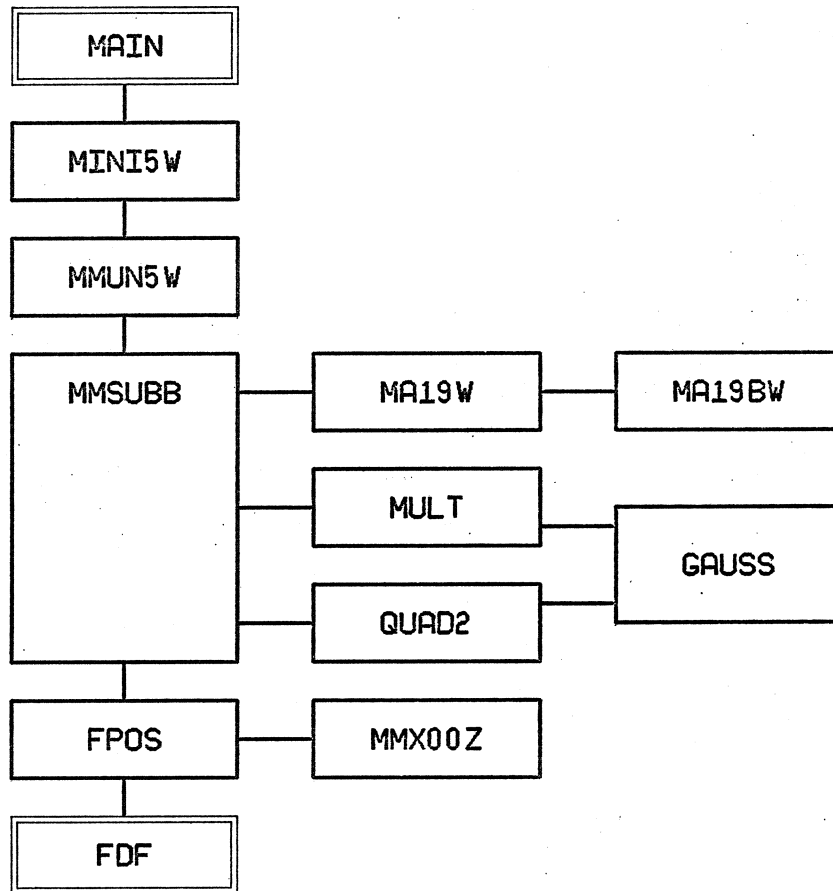 MAIN
MINI5W
MMUN5W
MMSUBB
MA19W
MA19BW
MULT
GAUSS
QUAD2
FPOS
MMX00Z
FDF